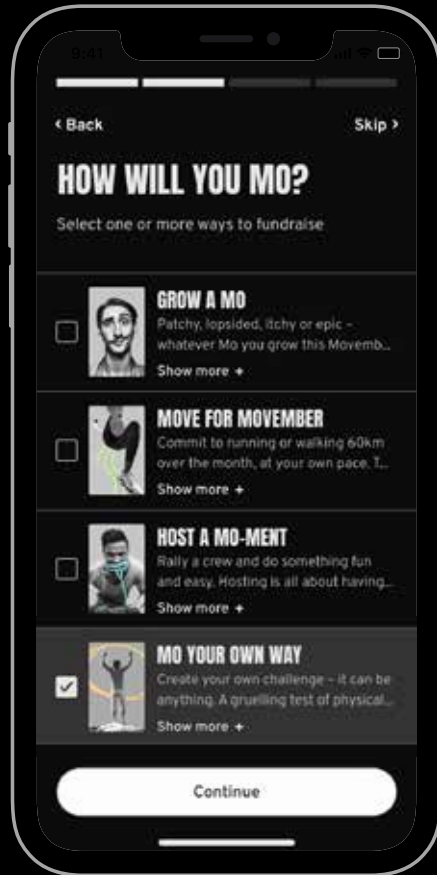 9:41
‹ Back
Skip ›
HOW WILL YOU MO?
Select one or more ways to fundraise
GROW A MO
Patchy, lopsided, itchy or epic –
whatever Mo you grow this Movemb...
Show more +
MOVE FOR MOVEMBER
Commit to running or walking 60km
over the month, at your own pace. T...
Show more +
HOST A MO-MENT
Rally a crew and do something fun
and easy. Hosting is all about having...
Show more +
MO YOUR OWN WAY
Create your own challenge – it can be
anything. A gruelling test of physical...
Show more +
Continue